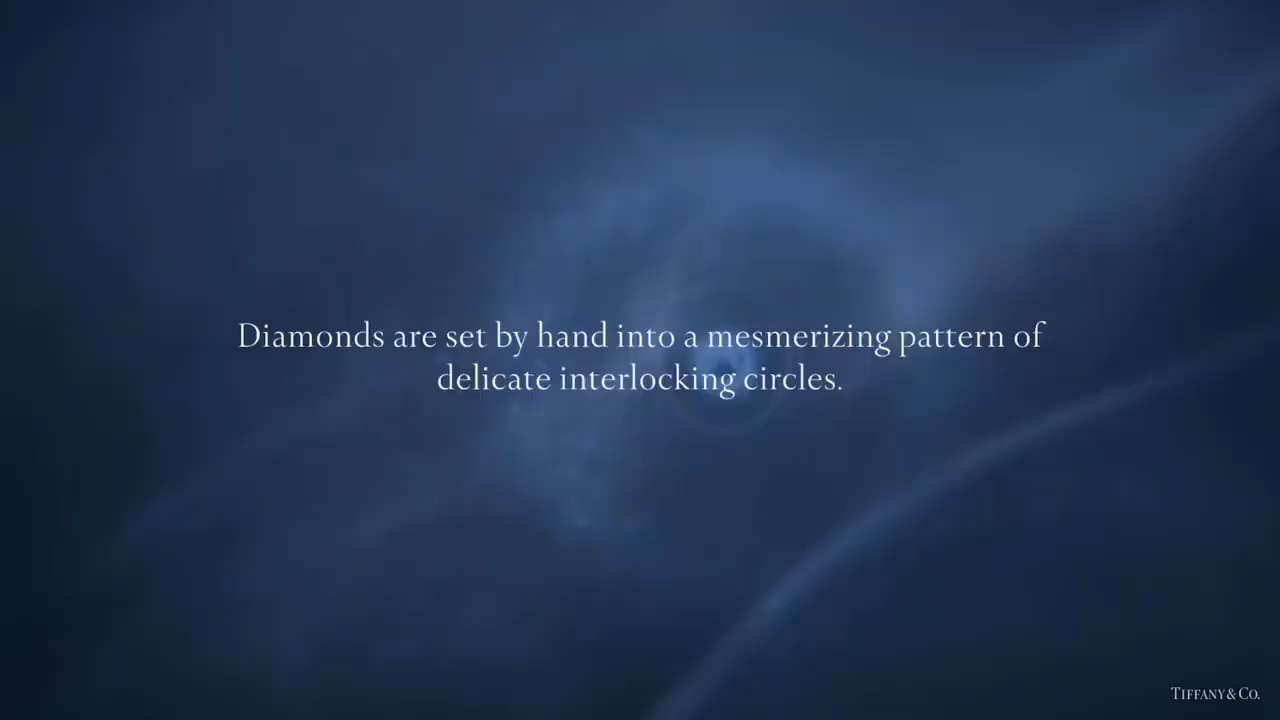 Diamonds are set by hand into a mesmerizing pattern of
delicate interlocking circles.
TIFFANY & CO.